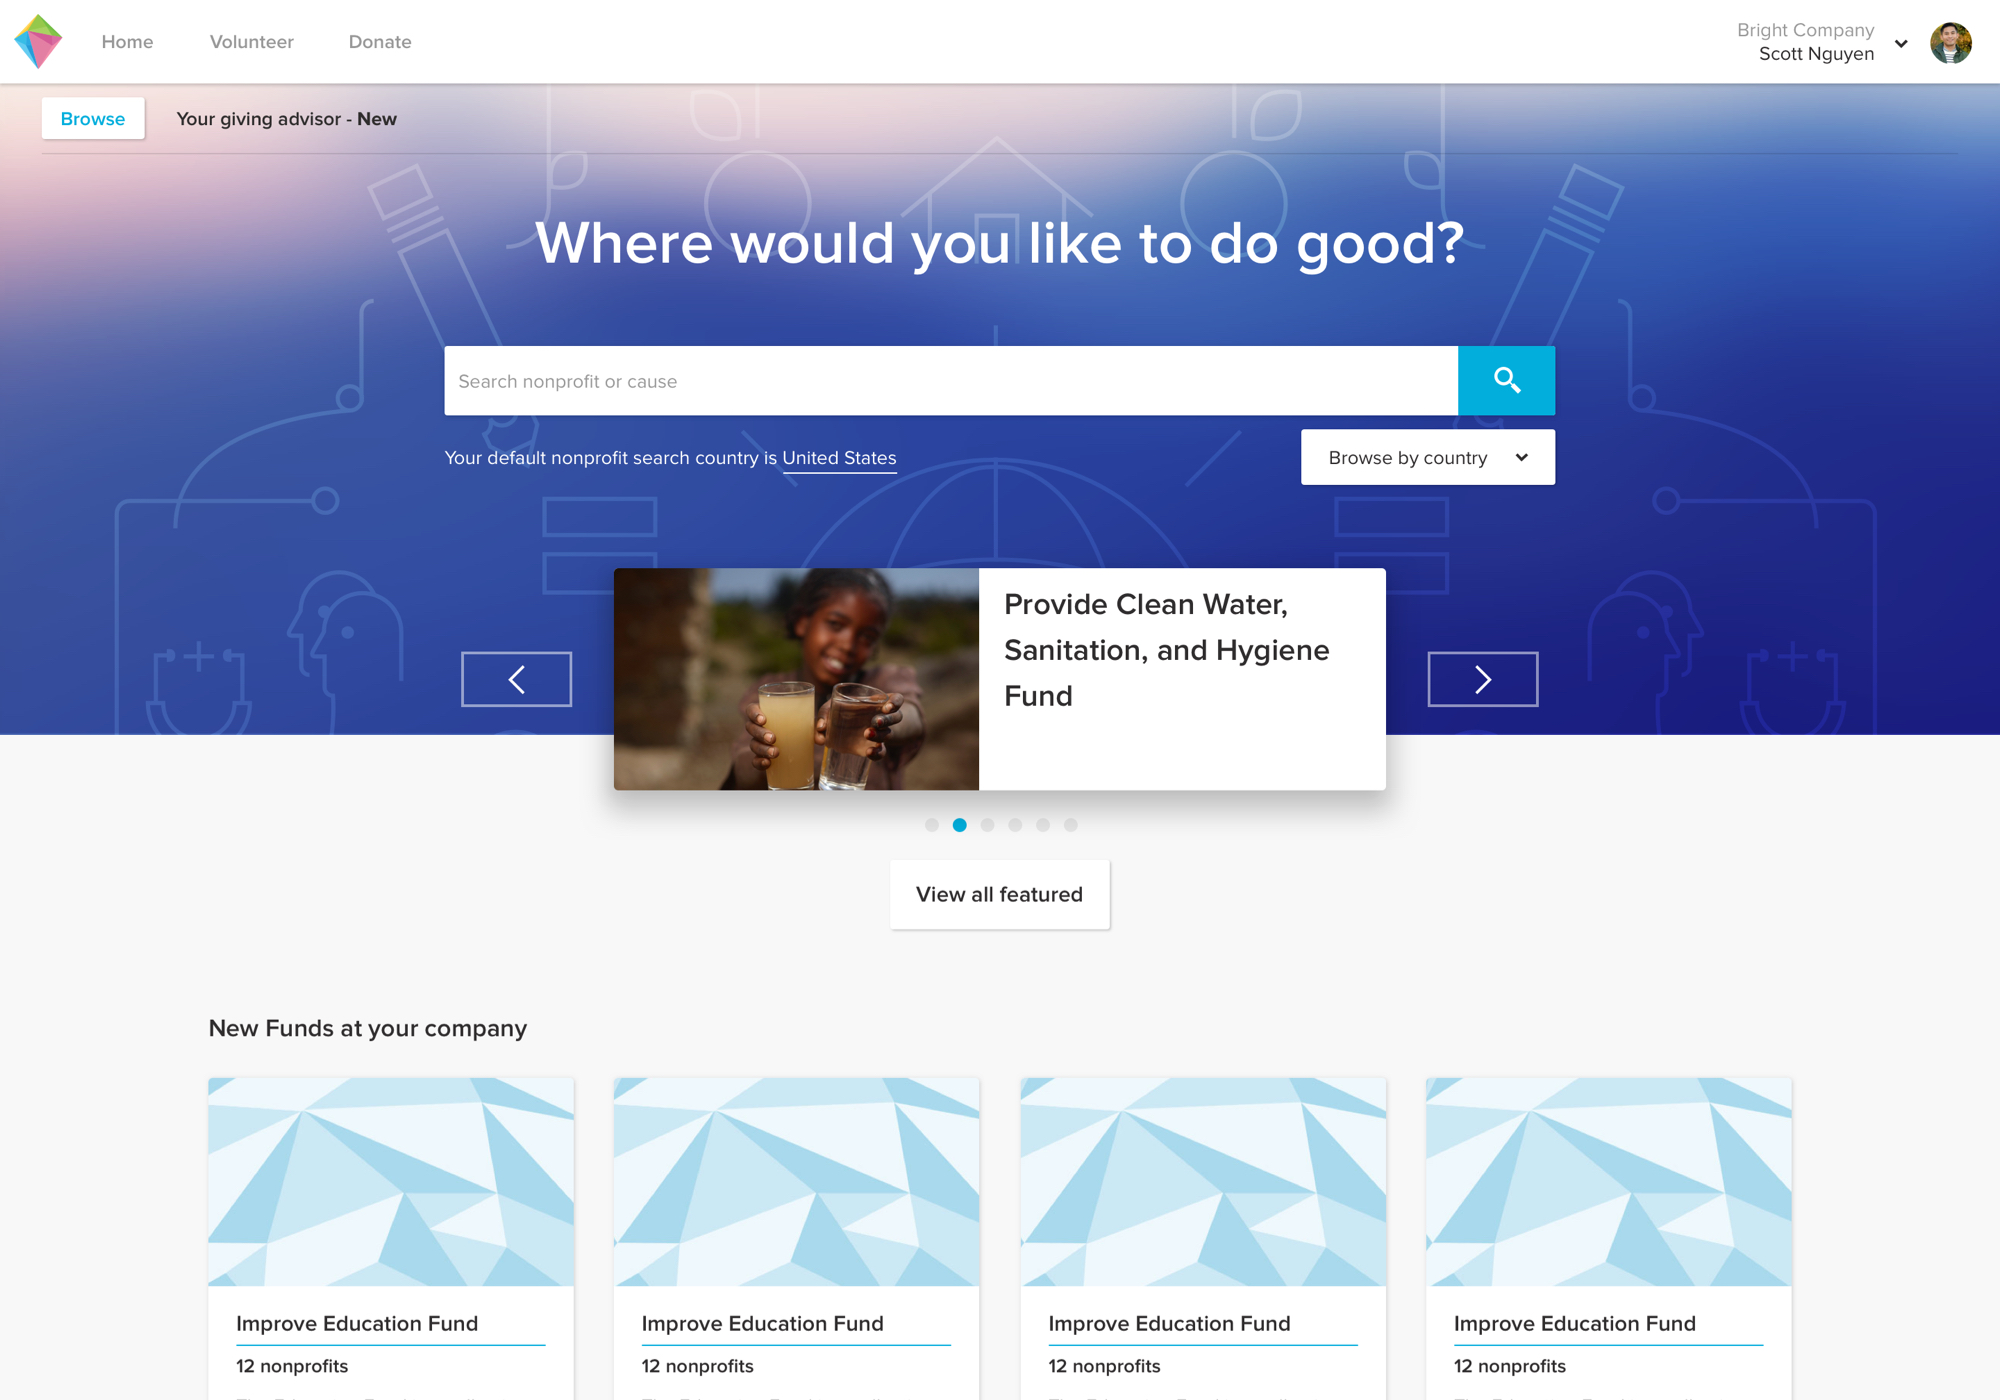 Home Volunteer Donate
Bright Company
Scott Nguyen
Browse Your giving advisor - New
Where would you like to do good?
Search nonprofit or cause
Your default nonprofit search country is United States
Browse by country
Provide Clean Water,
Sanitation, and Hygiene
Fund
View all featured
New Funds at your company
Improve Education Fund
12 nonprofits
Improve Education Fund
12 nonprofits
Improve Education Fund
12 nonprofits
Improve Education Fund
12 nonprofits